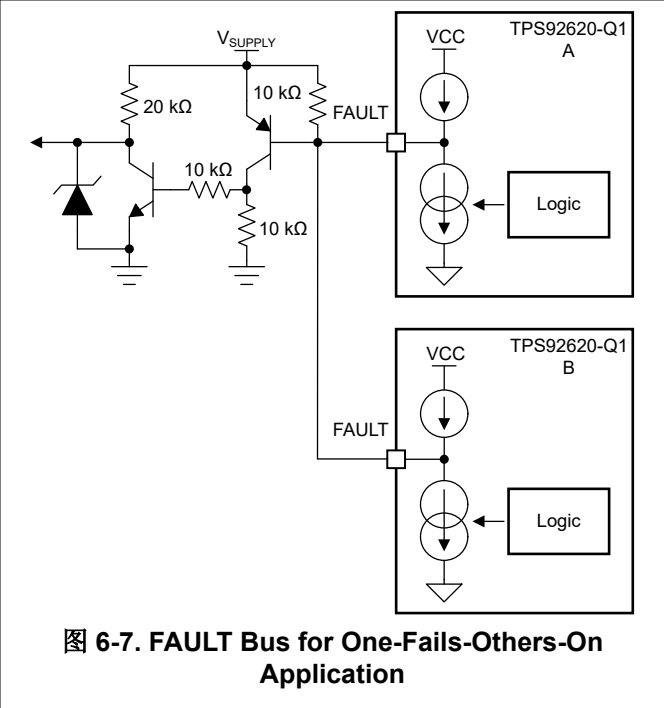 V_SUPPLY
20 kΩ
10 kΩ
FAULT
10 kΩ
10 kΩ
TPS92620-Q1
A
VCC
Logic
TPS92620-Q1
B
VCC
FAULT
Logic
图 6-7. FAULT Bus for One-Fails-Others-On
Application